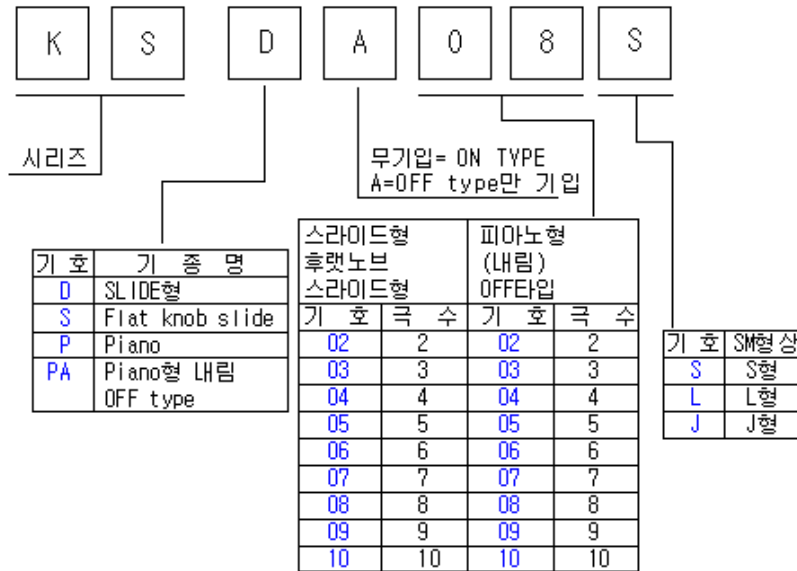 K S D A 0 8 S
시리즈
무기입= ON TYPE
A=OFF type만 기입
기 호 기 종 명
D SLIDE형
S Flat knob slide
P Piano
PA Piano형 내림
OFF type
스라이드형 피아노형
후랫노브 (내림)
스라이드형 OFF타입
기 호 극 수 기 호 극 수
02 2 02 2
03 3 03 3
04 4 04 4
05 5 05 5
06 6 06 6
07 7 07 7
08 8 08 8
09 9 09 9
10 10 10 10
기 호 SM형상
S S형
L L형
J J형